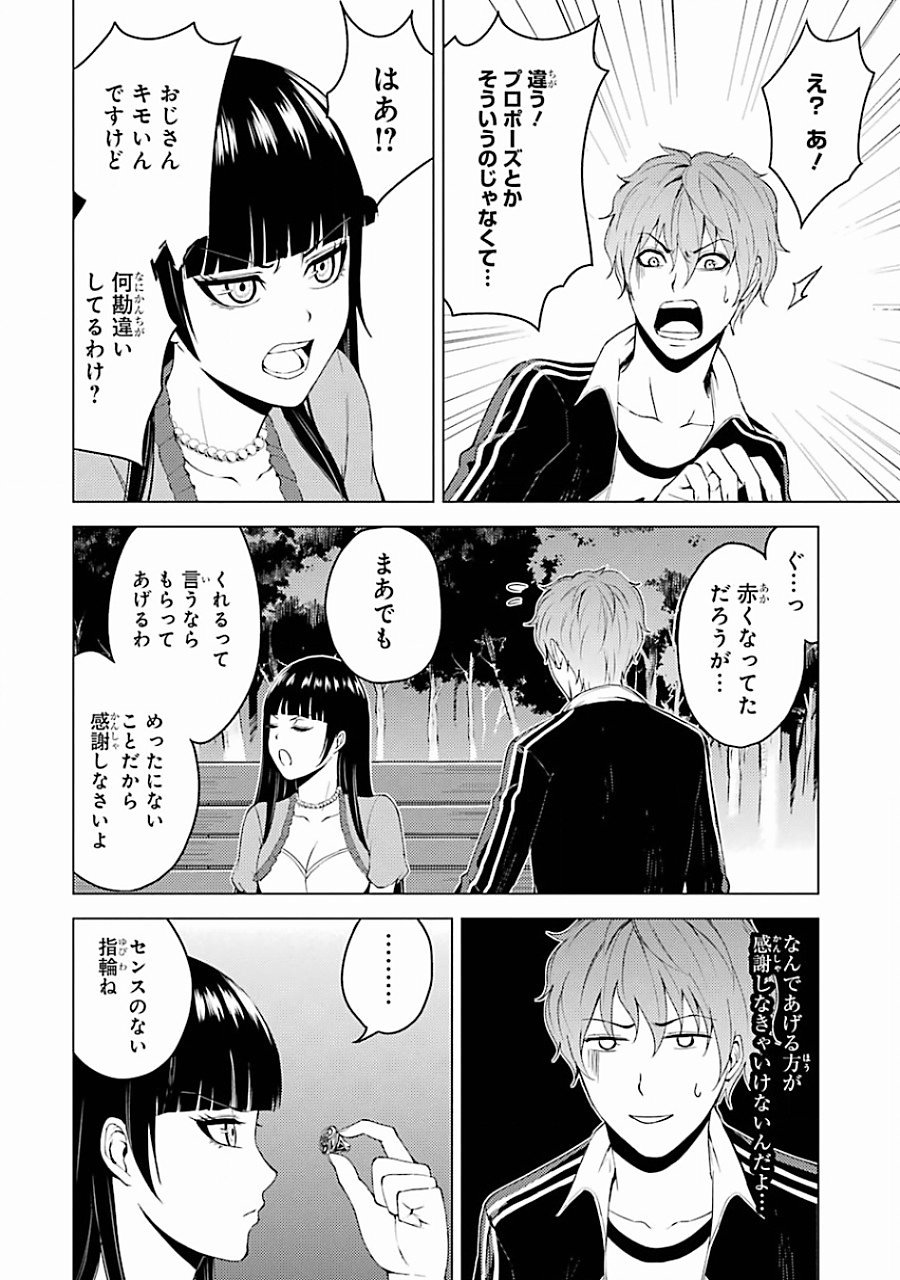 え?あ!
違う!
プロポーズとか
そういうのじゃなくて…
はあ!?
おじさん
キモいん
ですけど
何勘違い
してるわけ?
ぐ…っ
赤くなってた
だろうが…
まあでも
くれるって
言うなら
もらって
あげるわ
めったにない
ことだから
感謝しなさいよ
なんであげる方が
感謝しなきゃいけないんだよ…
………
センスのない
指輪ね